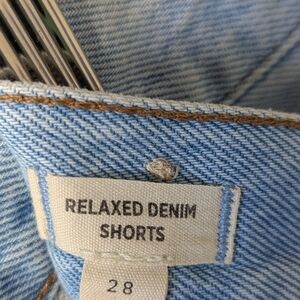 RELAXED DENIM
SHORTS
28